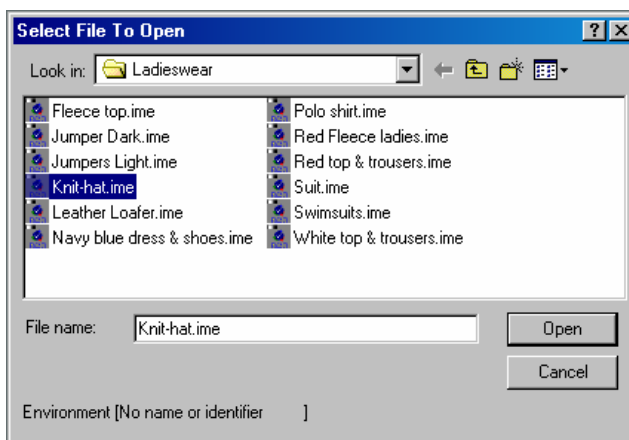 Select File To Open
Look in: Ladieswear
Fleece top.ime
Jumper Dark.ime
Jumpers Light.ime
Knit-hat.ime
Leather Loafer.ime
Navy blue dress & shoes.ime
Polo shirt.ime
Red Fleece ladies.ime
Red top & trousers.ime
Suit.ime
Swimsuits.ime
White top & trousers.ime
File name: Knit-hat.ime
Open
Cancel
Environment [No name or identifier ]